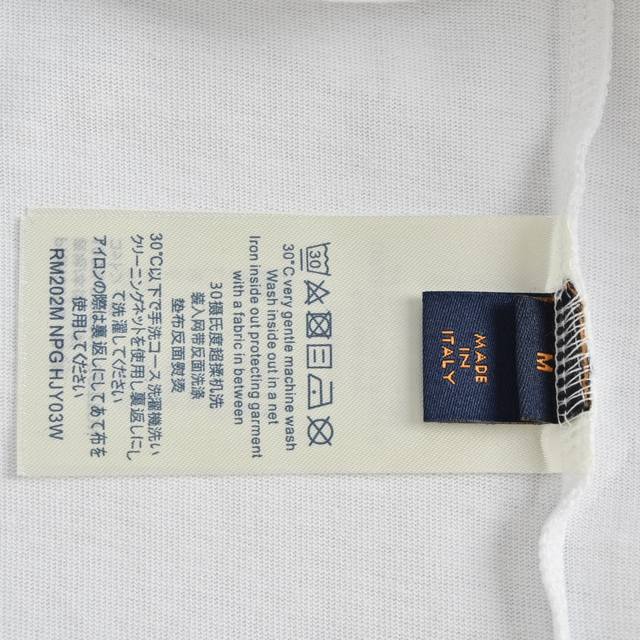 30
30°C very gentle machine wash
Wash inside out in a net
Iron inside out protecting garment
with a fabric in between
30摄氏度超揉机洗
装入网带反面洗涤
垫布反面熨烫
30℃以下で手洗コース洗濯機洗い
クリーニングネットを使用し裏返しにし
て洗濯してください
アイロンの際は裏返しにしてあて布を
使用してください
RM202M NPG HJY03W
M
MADE
IN
ITALY